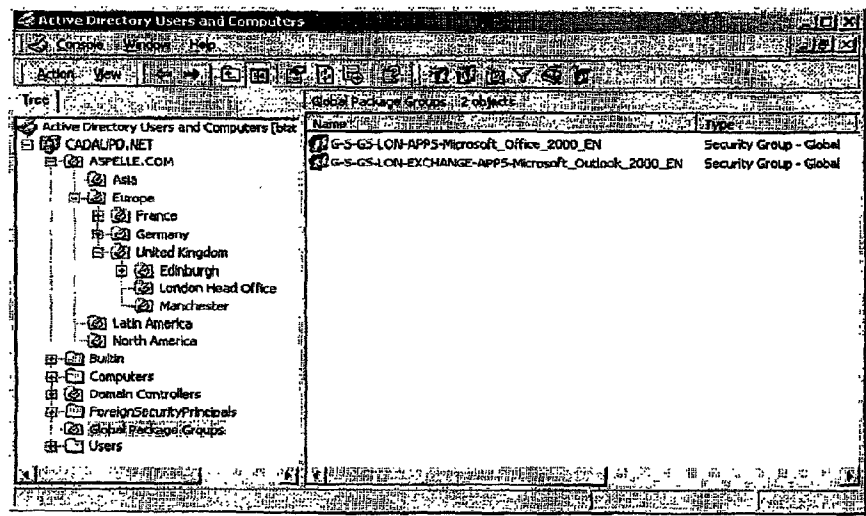 Active Directory Users and Computers
Console Window Help
Action View
Tree
Global Package Groups 2 objects
Active Directory Users and Computers
Name Type
CADAUPO.NET
G-S-GS-LON-APPS-Microsoft_Office_2000_EN Security Group - Global
ASPELLE.COM
G-S-GS-LON-EXCHANGE-APPS-Microsoft_Outlook_2000_EN Security Group - Global
Asia
Europe
France
Germany
United Kingdom
Edinburgh
London Head Office
Manchester
Latin America
North America
Builtin
Computers
Domain Controllers
ForeignSecurityPrincipals
Global Package Groups
Users